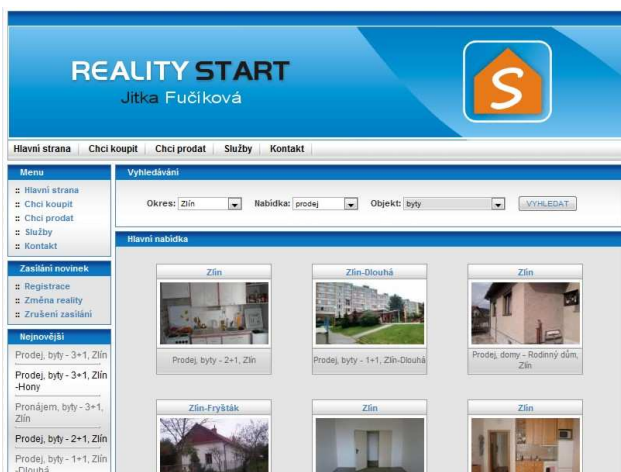 REALITY START
Jitka Fučíková
S
Hlavní strana Chci koupit Chci prodat Služby Kontakt
Menu
:: Hlavní strana
:: Chci koupit
:: Chci prodat
:: Služby
:: Kontakt
Zasílání novinek
:: Registrace
:: Změna reality
:: Zrušení zasílání
Nejnovější
Prodej, byty - 3+1, Zlín
Prodej, byty - 3+1, Zlín
-Hony
Pronájem, byty - 3+1,
Zlín
Prodej, byty - 2+1, Zlín
Prodej, byty - 1+1, Zlín
-Dlouhá
Vyhledávání
Okres: Zlín Nabídka: prodej Objekt: byty VYHLEDAT
Hlavní nabídka
Zlín
Prodej, byty - 2+1, Zlín
Zlín-Dlouhá
Prodej, byty - 1+1, Zlín-Dlouhá
Zlín
Prodej, domy - Rodinný dům,
Zlín
Zlín-Fryšták
Zlín
Zlín